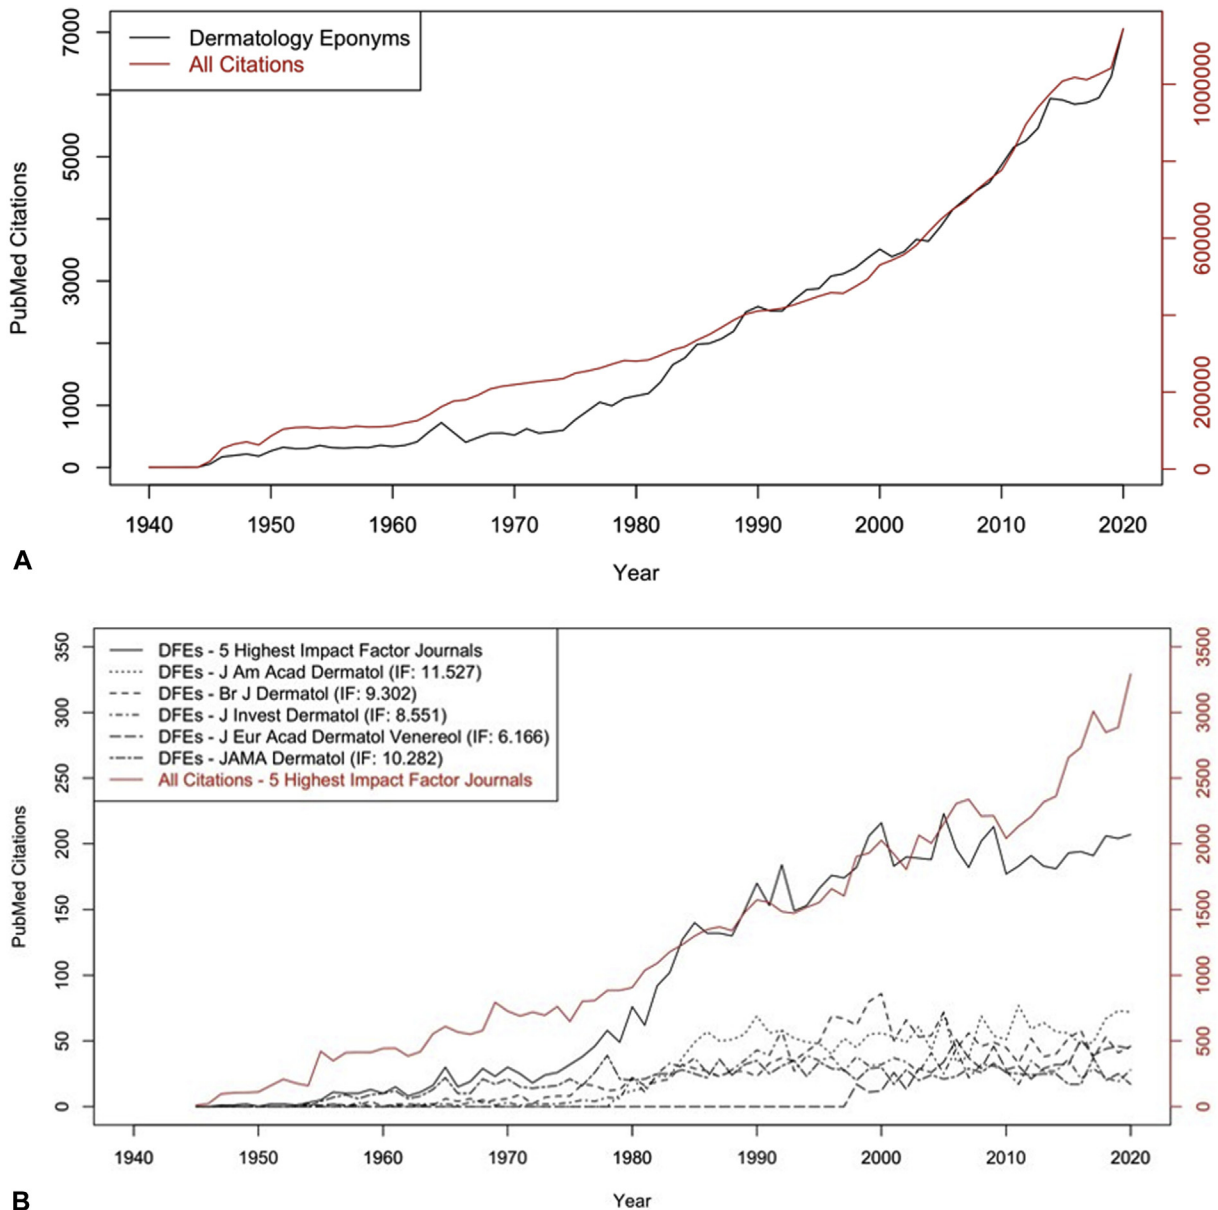 Dermatology Eponyms
All Citations
PubMed Citations
0
1000
3000
5000
7000
0
200000
600000
1000000
1940 1950 1960 1970 1980 1990 2000 2010 2020
Year
A
DFEs - 5 Highest Impact Factor Journals
DFEs - J Am Acad Dermatol (IF: 11.527)
DFEs - Br J Dermatol (IF: 9.302)
DFEs - J Invest Dermatol (IF: 8.551)
DFEs - J Eur Acad Dermatol Venereol (IF: 6.166)
DFEs - JAMA Dermatol (IF: 10.282)
All Citations - 5 Highest Impact Factor Journals
PubMed Citations
0
50
100
150
200
250
300
350
0
500
1000
1500
2000
2500
3000
3500
1940 1950 1960 1970 1980 1990 2000 2010 2020
Year
B